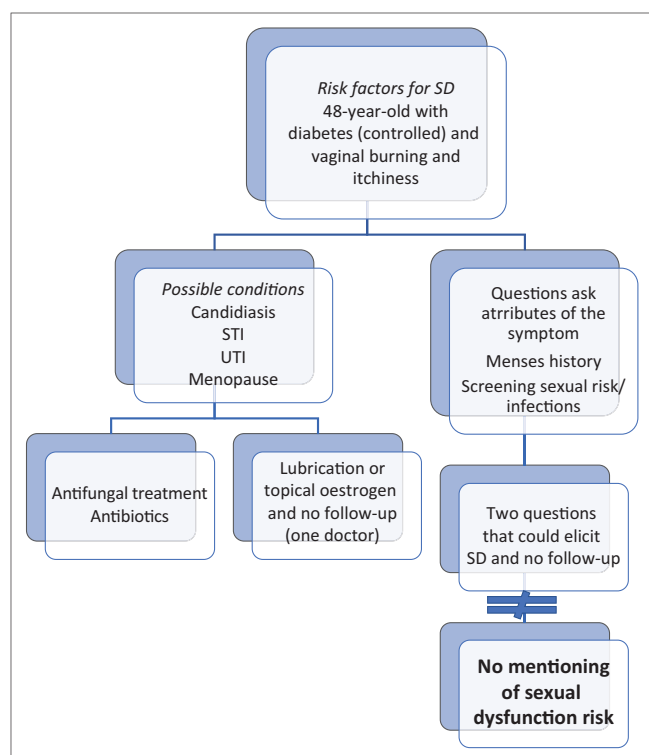 Risk factors for SD
48-year-old with
diabetes (controlled) and
vaginal burning and
itchiness
Possible conditions
Candidiasis
STI
UTI
Menopause
Questions ask
atrributes of the
symptom
Menses history
Screening sexual risk/
infections
Antifungal treatment
Antibiotics
Lubrication or
topical oestrogen
and no follow-up
(one doctor)
Two questions
that could elicit
SD and no follow-up
No mentioning
of sexual
dysfunction risk